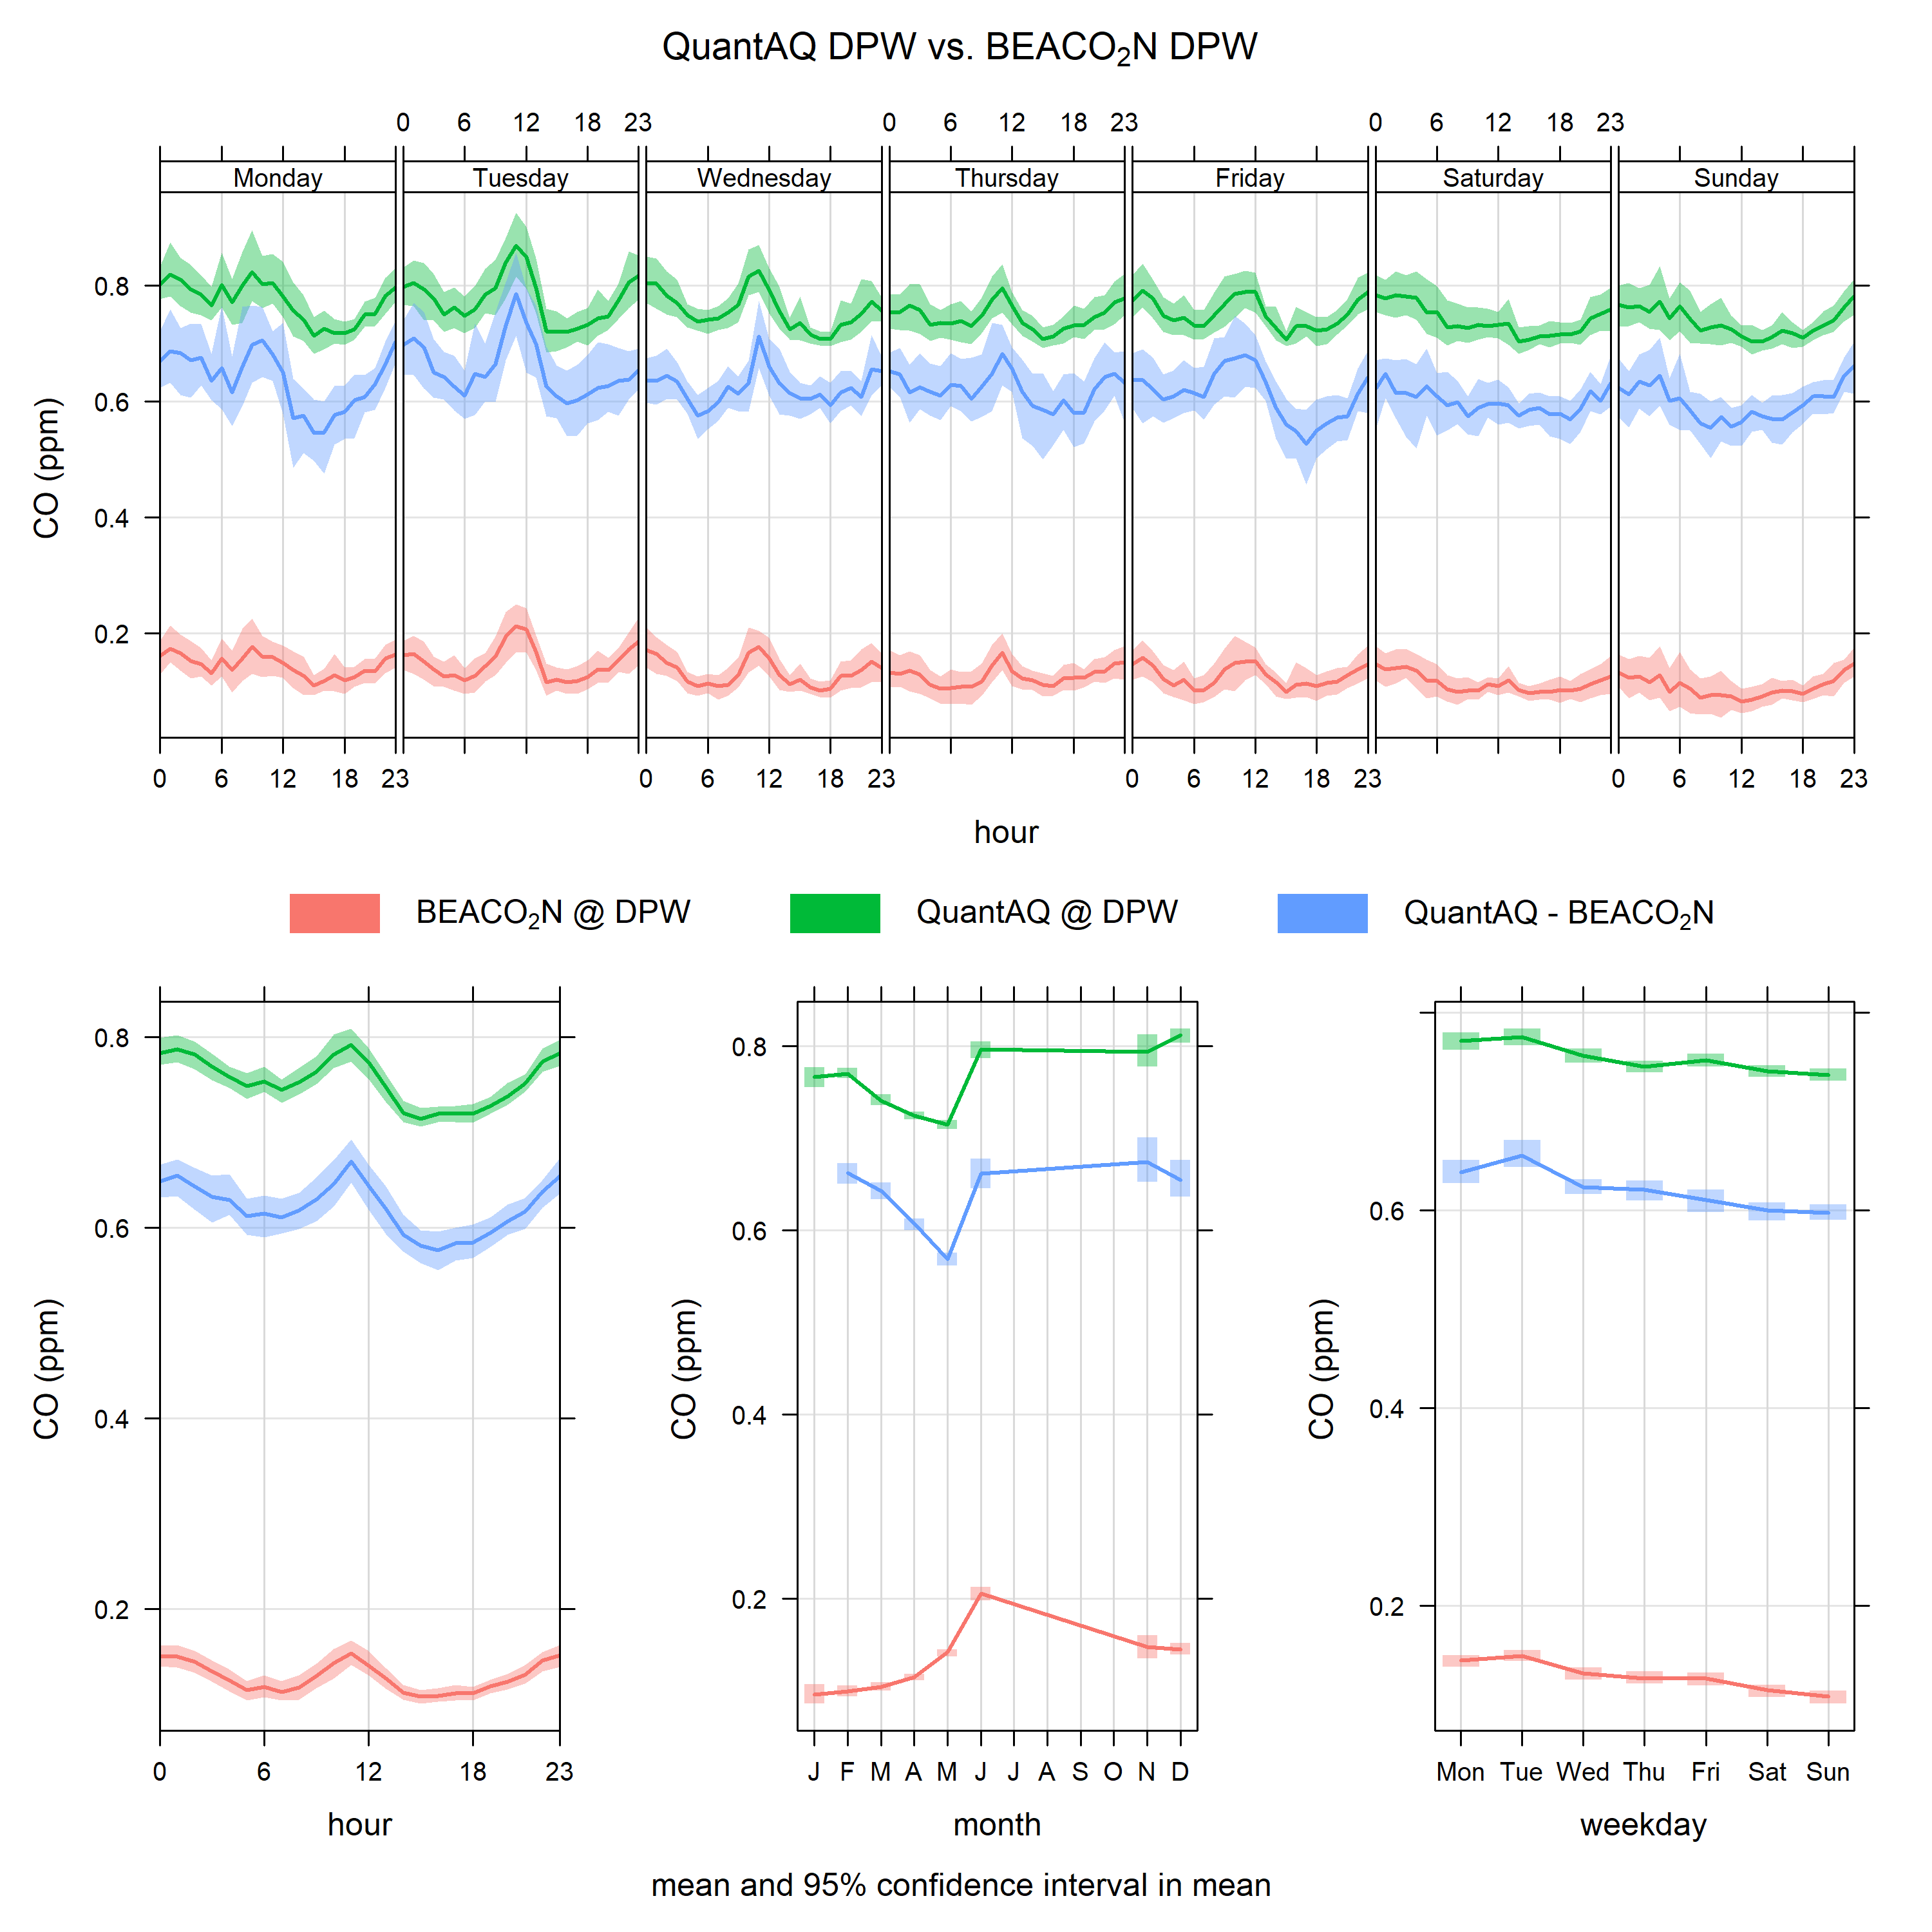 QuantAQ DPW vs. BEACO₂N DPW
0 6 12 18 23 0 6 12 18 23 0 6 12 18 23
Monday Tuesday Wednesday Thursday Friday Saturday Sunday
0.8
0.6
0.4
0.2
CO (ppm)
0 6 12 18 23 0 6 12 18 23 0 6 12 18 23 0 6 12 18 23
hour
BEACO₂N @ DPW QuantAQ @ DPW QuantAQ - BEACO₂N
0.8
0.6
0.4
0.2
CO (ppm)
0 6 12 18 23
hour
0.8
0.6
0.4
0.2
CO (ppm)
J F M A M J J A S O N D
month
0.6
0.4
0.2
CO (ppm)
Mon Tue Wed Thu Fri Sat Sun
weekday
mean and 95% confidence interval in mean